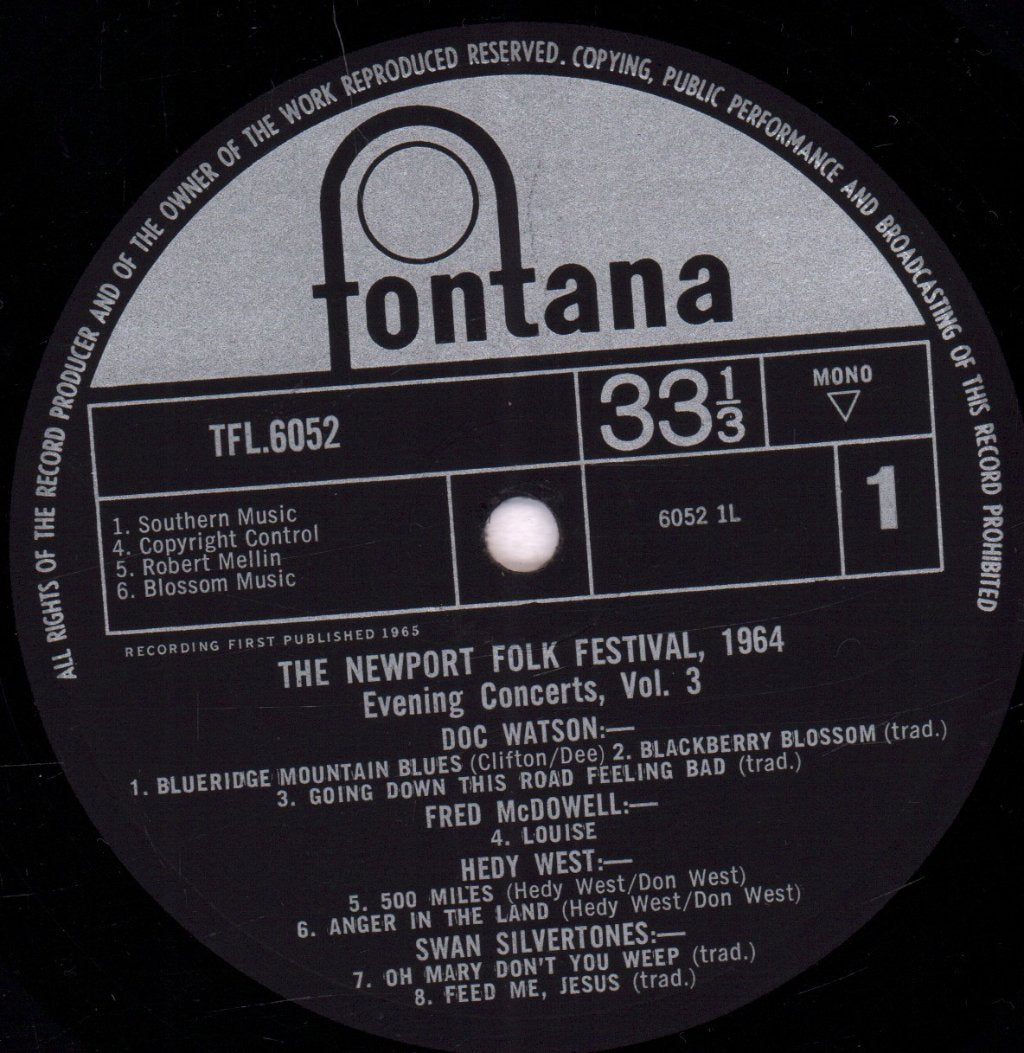 ALL RIGHTS OF THE RECORD PRODUCER AND OF THE OWNER OF THE WORK REPRODUCED RESERVED. COPYING, PUBLIC PERFORMANCE AND BROADCASTING OF THIS RECORD PROHIBITED
fontana
TFL.6052
33 1/3
MONO
1. Southern Music
4. Copyright Control
5. Robert Mellin
6. Blossom Music
6052 1L
1
RECORDING FIRST PUBLISHED 1965
THE NEWPORT FOLK FESTIVAL, 1964
Evening Concerts, Vol. 3
DOC WATSON:—
1. BLUERIDGE MOUNTAIN BLUES (Clifton/Dee) 2. BLACKBERRY BLOSSOM (trad.)
3. GOING DOWN THIS ROAD FEELING BAD (trad.)
FRED McDOWELL:—
4. LOUISE
HEDY WEST:—
5. 500 MILES (Hedy West/Don West)
6. ANGER IN THE LAND (Hedy West/Don West)
SWAN SILVERTONES:—
7. OH MARY DON'T YOU WEEP (trad.)
8. FEED ME, JESUS (trad.)